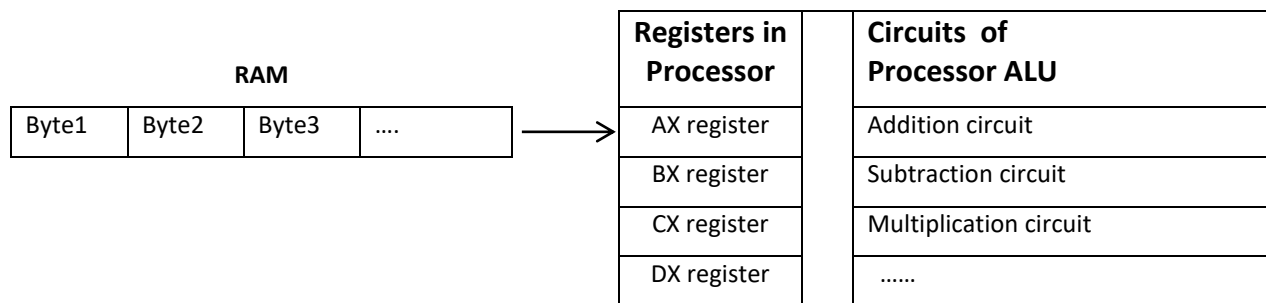 RAM
Byte1 Byte2 Byte3 ....
Registers in
Processor
AX register
BX register
CX register
DX register
Circuits of
Processor ALU
Addition circuit
Subtraction circuit
Multiplication circuit
......